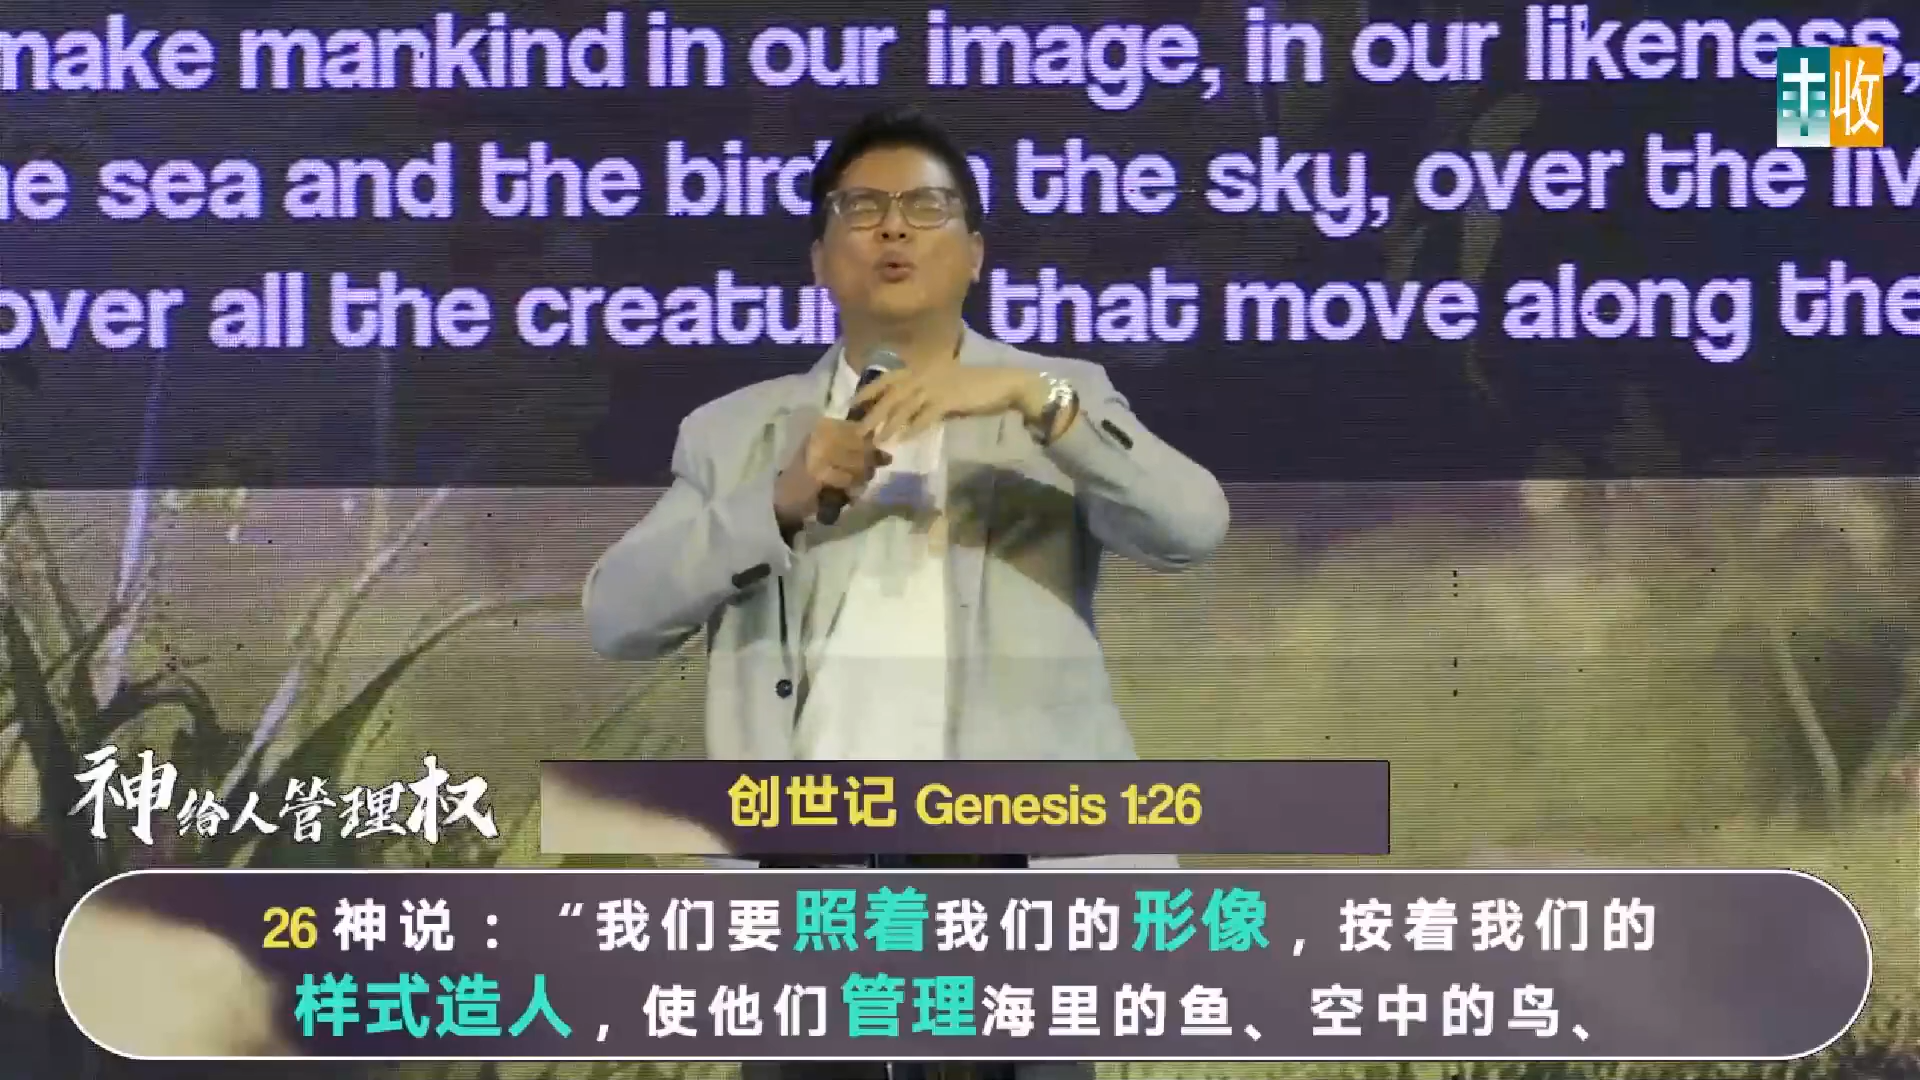 make mankind in our image, in our likeness,
sea and the bird the sky, over the
over all the that move along the
丰收
神给人管理权
创世记 Genesis 1:26
26 神说：“我们要照着我们的形像，按着我们的
样式造人，使他们管理海里的鱼、空中的鸟、